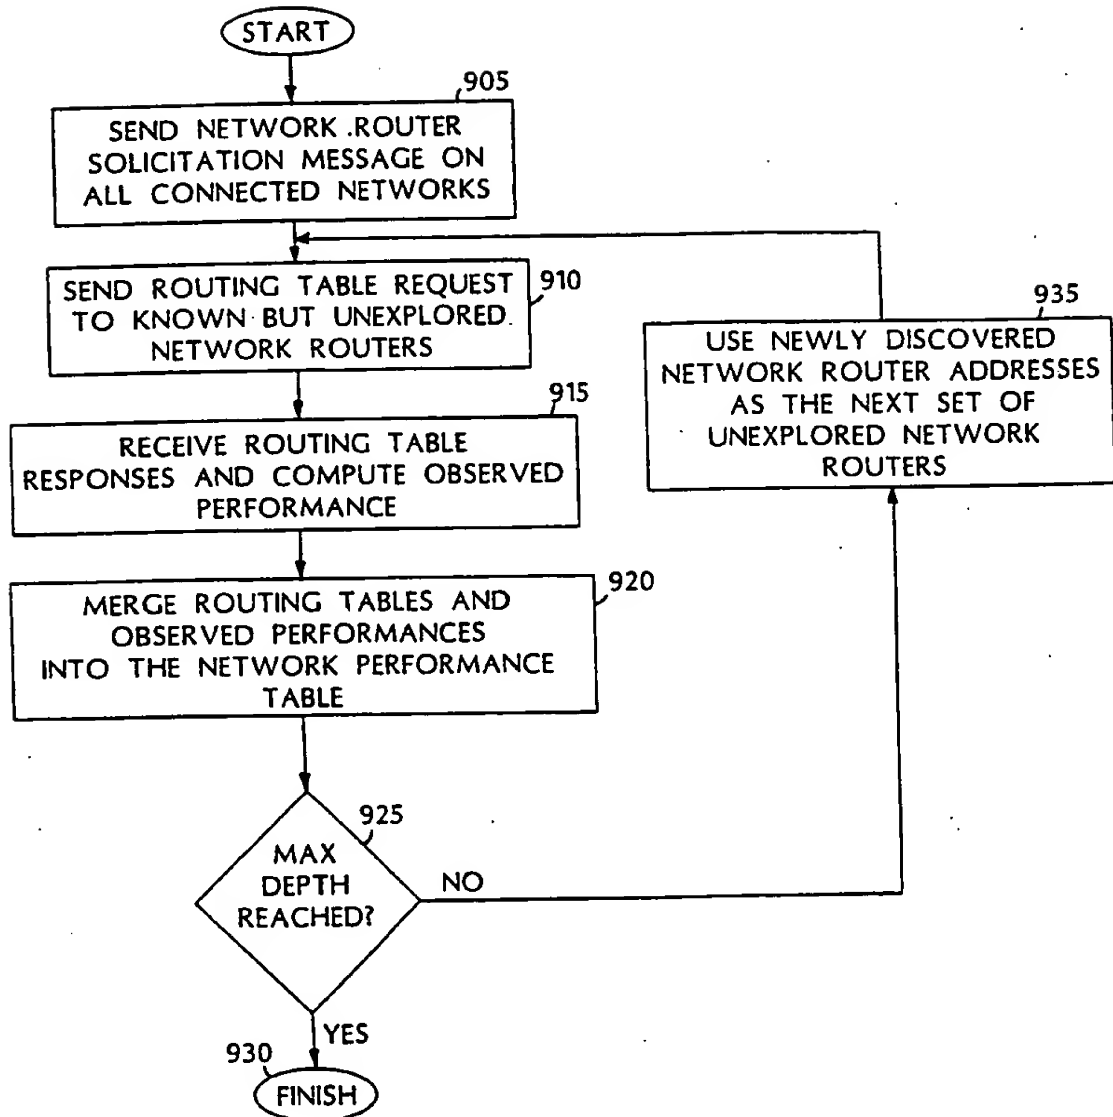 START
905
SEND NETWORK ROUTER
SOLICITATION MESSAGE ON
ALL CONNECTED NETWORKS
910
SEND ROUTING TABLE REQUEST
TO KNOWN BUT UNEXPLORED
NETWORK ROUTERS
915
RECEIVE ROUTING TABLE
RESPONSES AND COMPUTE OBSERVED
PERFORMANCE
920
MERGE ROUTING TABLES AND
OBSERVED PERFORMANCES
INTO THE NETWORK PERFORMANCE
TABLE
925
MAX
DEPTH
REACHED?
NO
935
USE NEWLY DISCOVERED
NETWORK ROUTER ADDRESSES
AS THE NEXT SET OF
UNEXPLORED NETWORK
ROUTERS
YES
930
FINISH